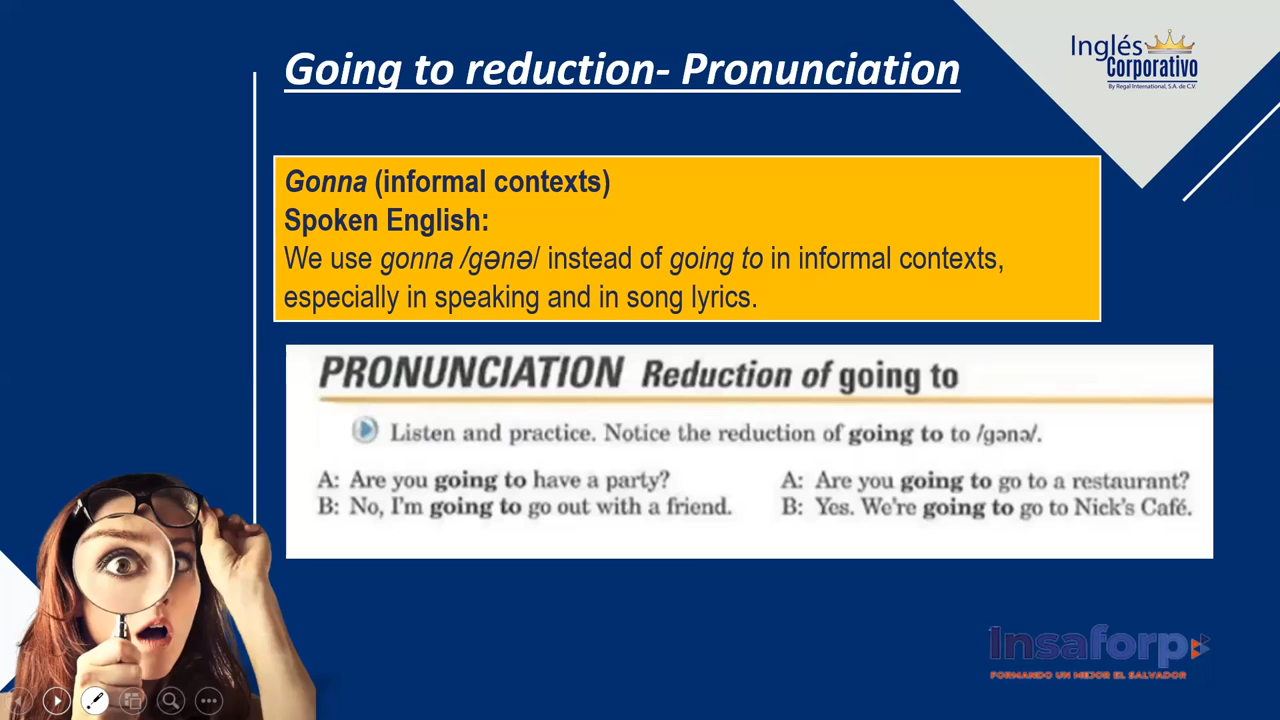 Going to reduction- Pronunciation
Inglés
Corporativo
By Regal International, S.A. de C.V.
Gonna (informal contexts)
Spoken English:
We use gonna /gənə/ instead of going to in informal contexts,
especially in speaking and in song lyrics.
PRONUNCIATION Reduction of going to
Listen and practice. Notice the reduction of going to to /gənə/.
A: Are you going to have a party?
B: No, I'm going to go out with a friend.
A: Are you going to go to a restaurant?
B: Yes. We're going to go to Nick's Café.
Insaforp
FORMANDO UN MEJOR EL SALVADOR